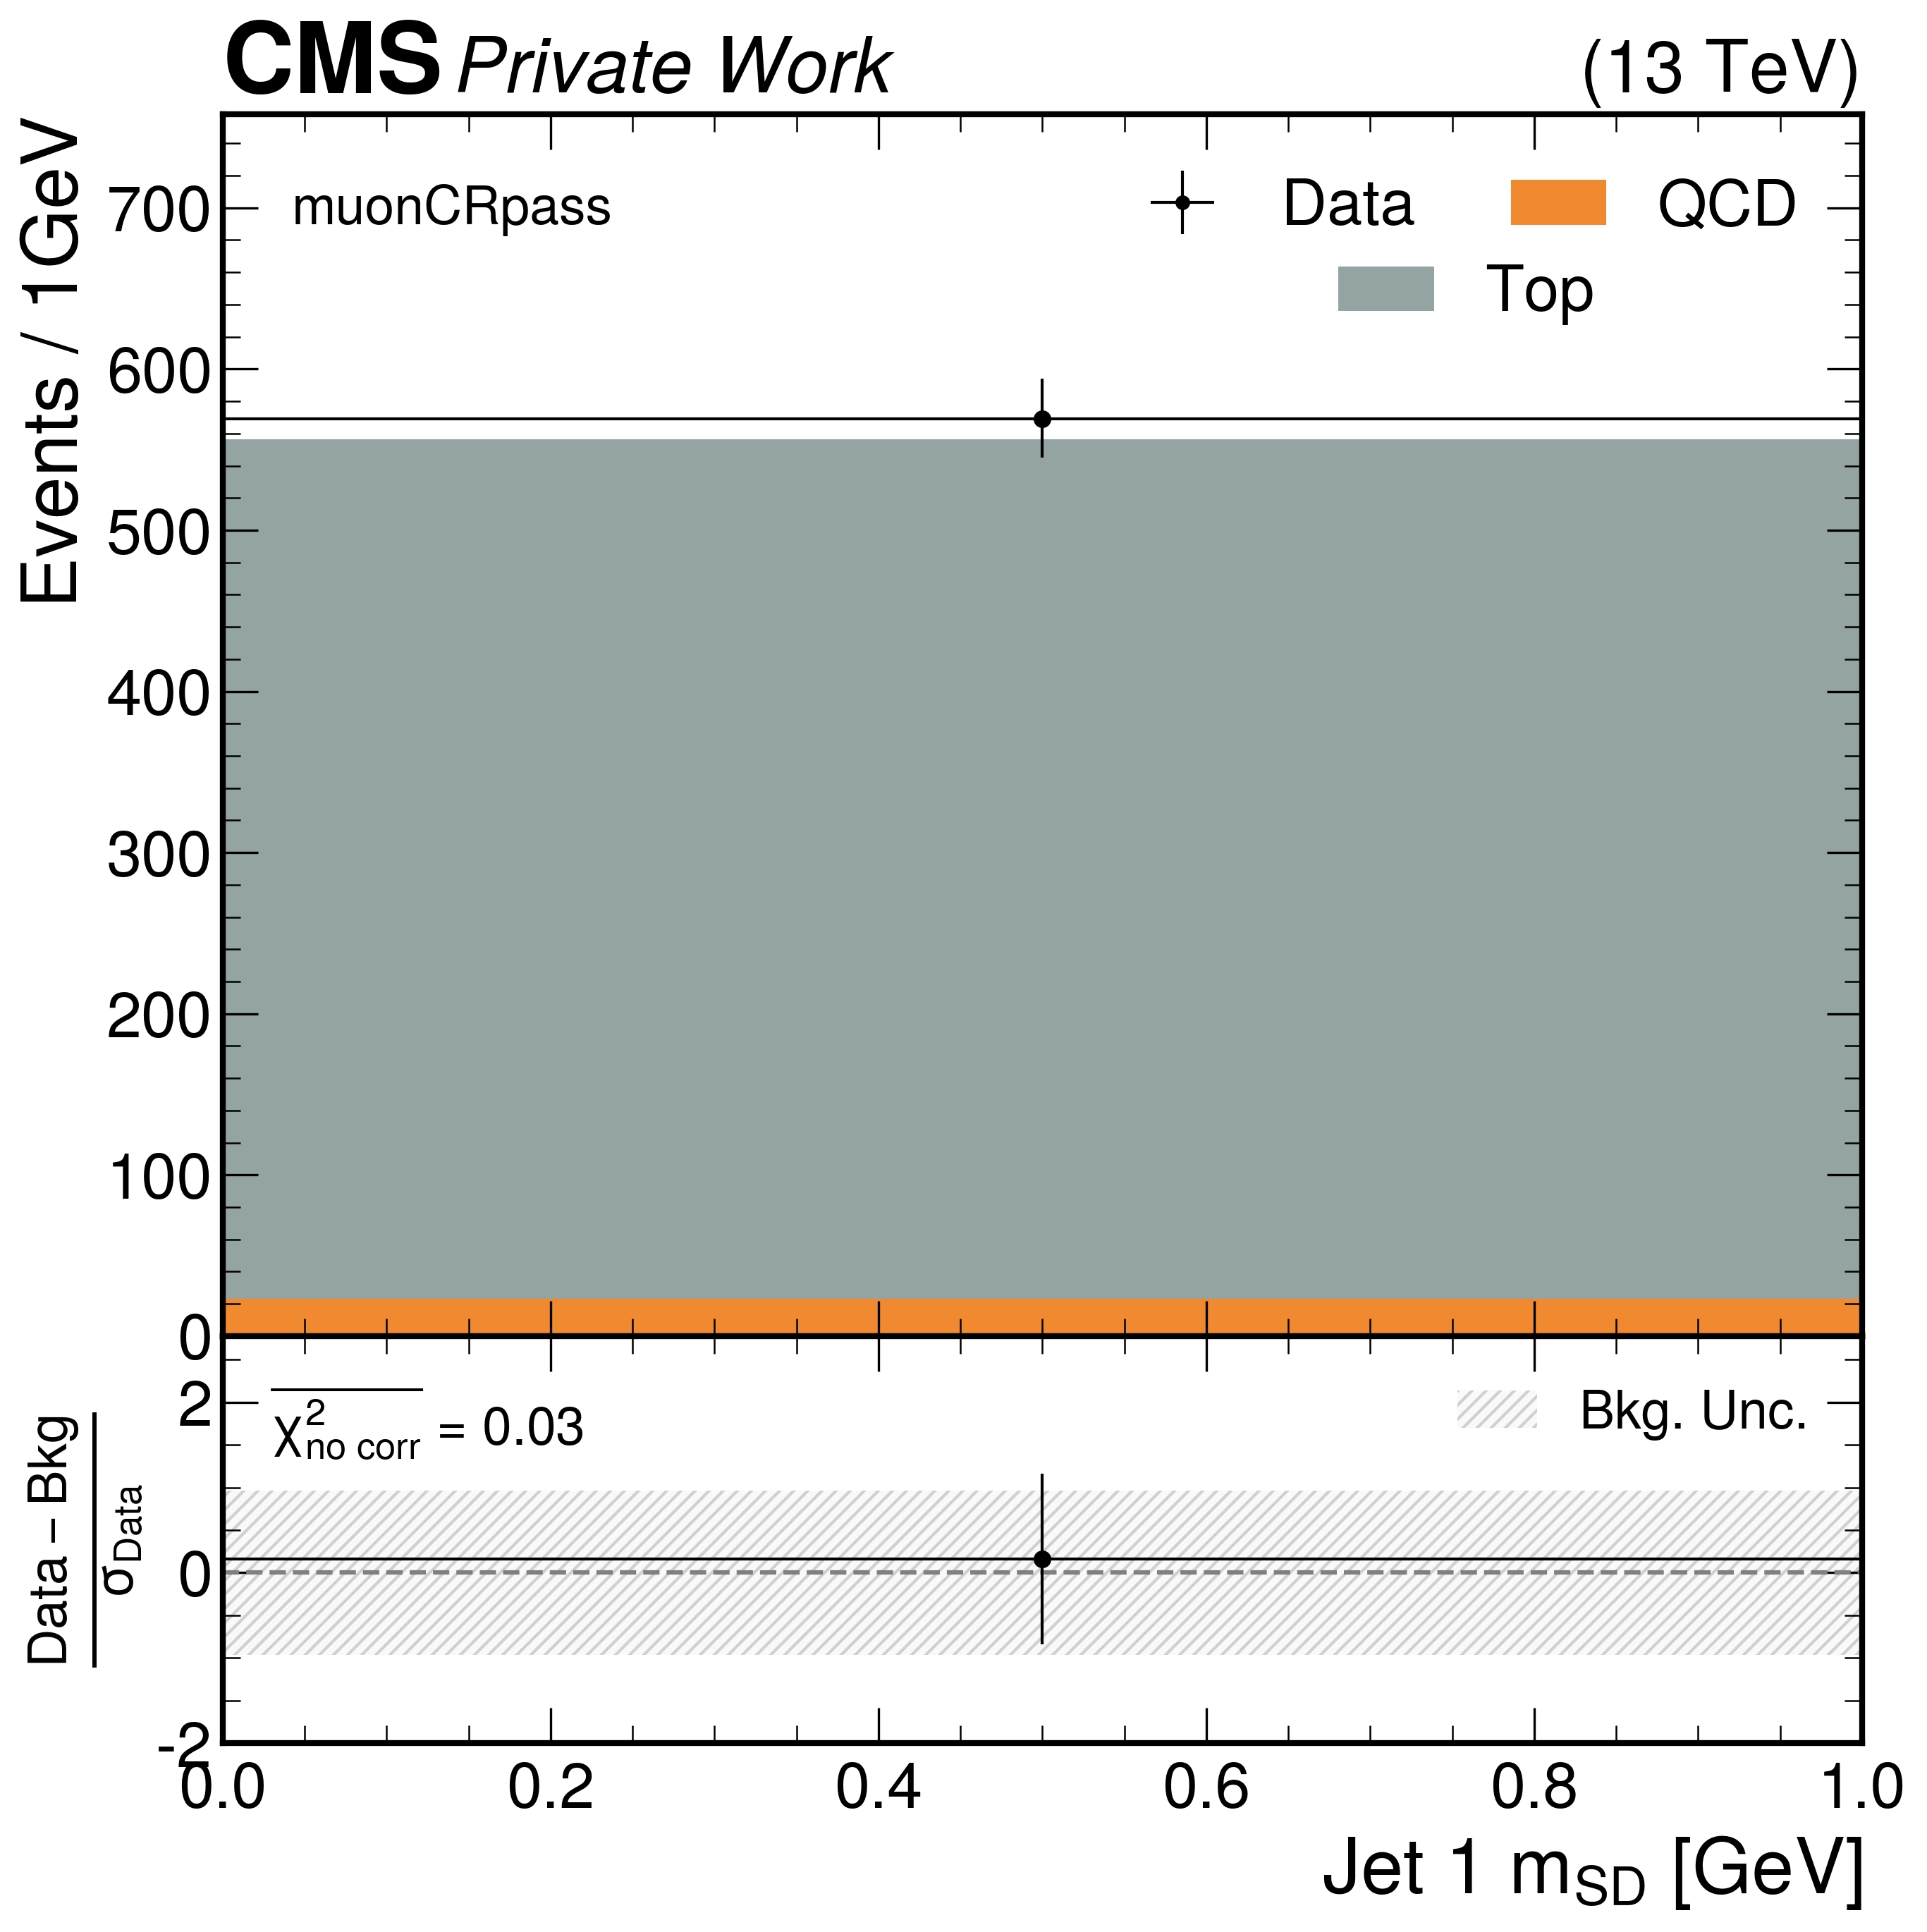 CMS Private Work (13 TeV)
Events / 1GeV
muonCRpass
Data
QCD
Top
700
600
500
400
300
200
100
0
Data – Bkg
σData
χ2no corr = 0.03
Bkg. Unc.
2
0
-2
0.0 0.2 0.4 0.6 0.8 1.0
Jet 1 mSD [GeV]